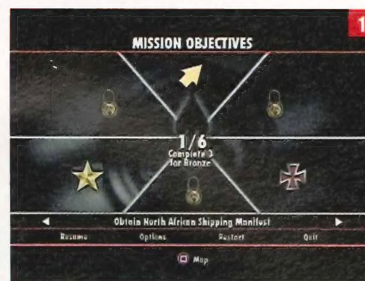 1
MISSION OBJECTIVES
1/6
Complete 3
for Bronze
Obtain North African Shipping Manifest
Resume Options Restart Quit
Map